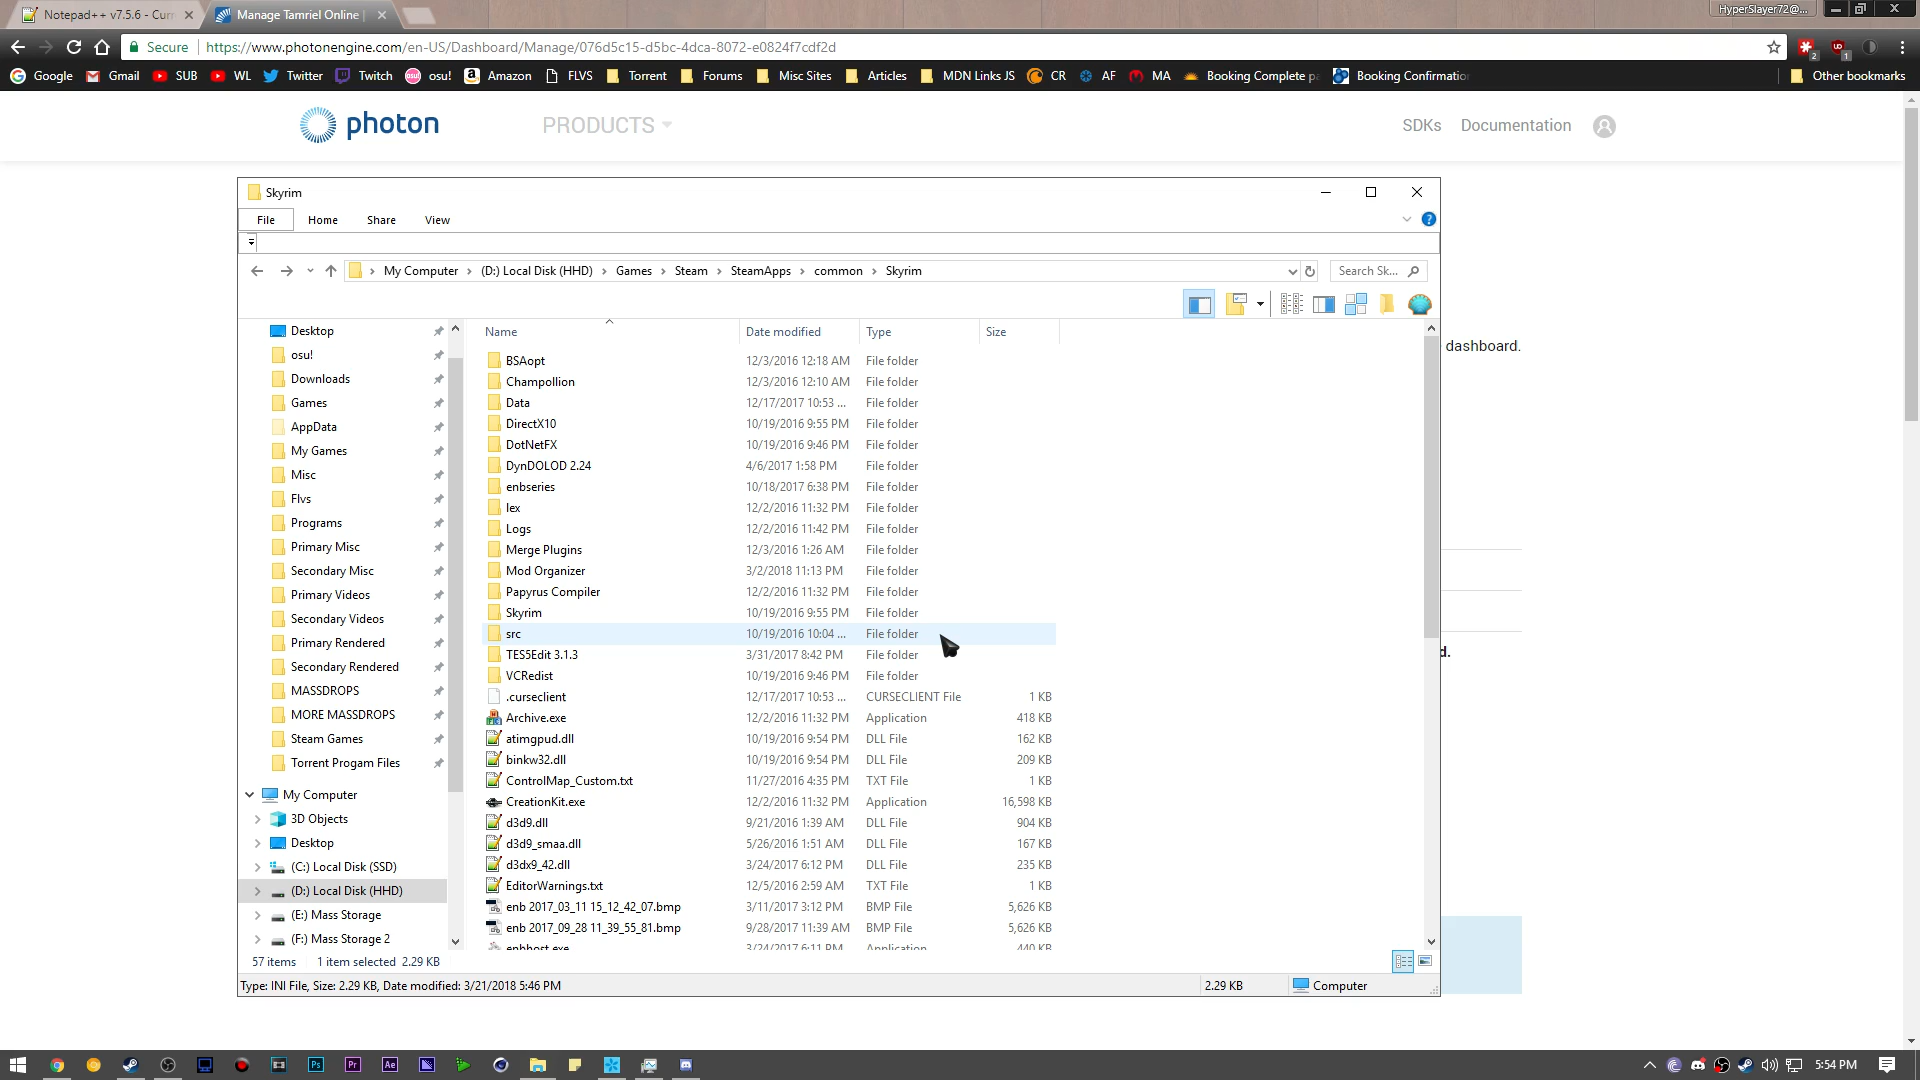 Notepad++ v7.5.6 - Curr
Manage Tamriel Online |
HyperSlayer72@...
Secure
https://www.photonengine.com/en-US/Dashboard/Manage/076d5c15-d5bc-4dca-8072-e0824f7cdf2d
2
1
Google
Gmail
SUB
WL
Twitter
Twitch
osu!
Amazon
FLVS
Torrent
Forums
Misc Sites
Articles
MDN Links JS
CR
AF
MA
Booking Complete pa
Booking Confirmatio
Other bookmarks
photon
PRODUCTS
SDKs
Documentation
dashboard.
d.
Skyrim
File
Home
Share
View
My Computer > (D:) Local Disk (HHD) > Games > Steam > SteamApps > common > Skyrim
Search Sk...
Desktop
osu!
Downloads
Games
AppData
My Games
Misc
Flvs
Programs
Primary Misc
Secondary Misc
Primary Videos
Secondary Videos
Primary Rendered
Secondary Rendered
MASSDROPS
MORE MASSDROPS
Steam Games
Torrent Progam Files
My Computer
3D Objects
Desktop
(C:) Local Disk (SSD)
(D:) Local Disk (HHD)
(E:) Mass Storage
(F:) Mass Storage 2
Name Date modified Type Size
BSAopt 12/3/2016 12:18 AM File folder
Champollion 12/3/2016 12:10 AM File folder
Data 12/17/2017 10:53 ... File folder
DirectX10 10/19/2016 9:55 PM File folder
DotNetFX 10/19/2016 9:46 PM File folder
DynDOLOD 2.24 4/6/2017 1:58 PM File folder
enbseries 10/18/2017 6:38 PM File folder
lex 12/2/2016 11:32 PM File folder
Logs 12/2/2016 11:42 PM File folder
Merge Plugins 12/3/2016 1:26 AM File folder
Mod Organizer 3/2/2018 11:13 PM File folder
Papyrus Compiler 12/2/2016 11:32 PM File folder
Skyrim 10/19/2016 9:55 PM File folder
src 10/19/2016 10:04 ... File folder
TES5Edit 3.1.3 3/31/2017 8:42 PM File folder
VCRedist 10/19/2016 9:46 PM File folder
.curseclient 12/17/2017 10:53 ... CURSECLIENT File 1 KB
Archive.exe 12/2/2016 11:32 PM Application 418 KB
atimgpud.dll 10/19/2016 9:54 PM DLL File 162 KB
binkw32.dll 10/19/2016 9:54 PM DLL File 209 KB
ControlMap_Custom.txt 11/27/2016 4:35 PM TXT File 1 KB
CreationKit.exe 12/2/2016 11:32 PM Application 16,598 KB
d3d9.dll 9/21/2016 1:39 AM DLL File 904 KB
d3d9_smaa.dll 5/26/2016 1:51 AM DLL File 167 KB
d3dx9_42.dll 3/24/2017 6:12 PM DLL File 235 KB
EditorWarnings.txt 12/5/2016 2:59 AM TXT File 1 KB
enb 2017_03_11 15_12_42_07.bmp 3/11/2017 3:12 PM BMP File 5,626 KB
enb 2017_09_28 11_39_55_81.bmp 9/28/2017 11:39 AM BMP File 5,626 KB
enbhost.exe 3/24/2017 6:11 PM Application 440 KB
57 items 1 item selected 2.29 KB
Type: INI File, Size: 2.29 KB, Date modified: 3/21/2018 5:46 PM
2.29 KB
Computer
Ps
Pr
Ae
5:54 PM